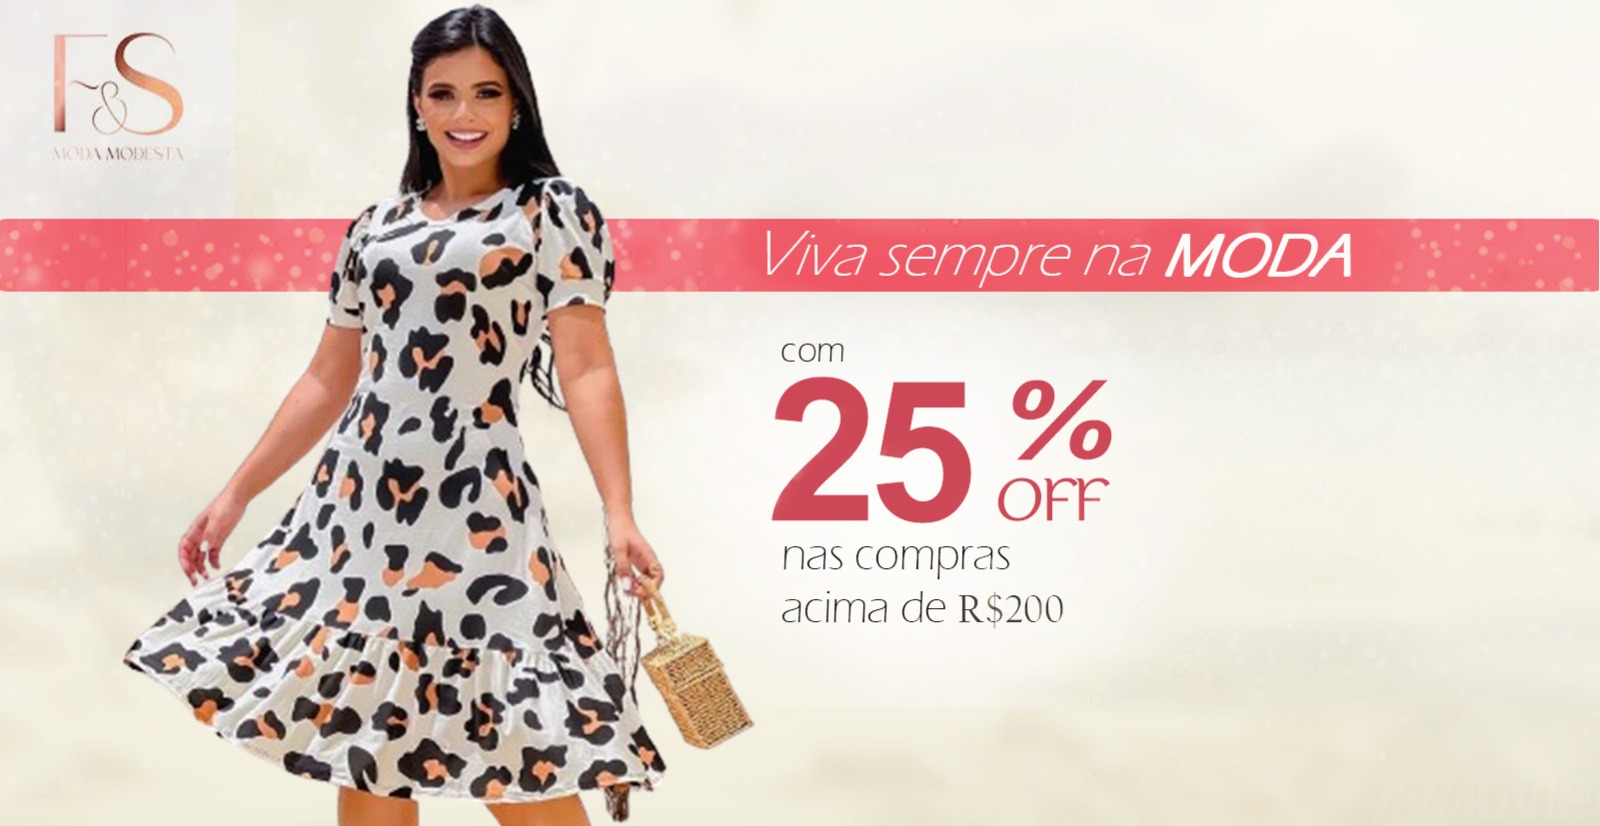 F&S
MODA MODESTA
Viva sempre na MODA
com
25%
OFF
nas compras
acima de R$200